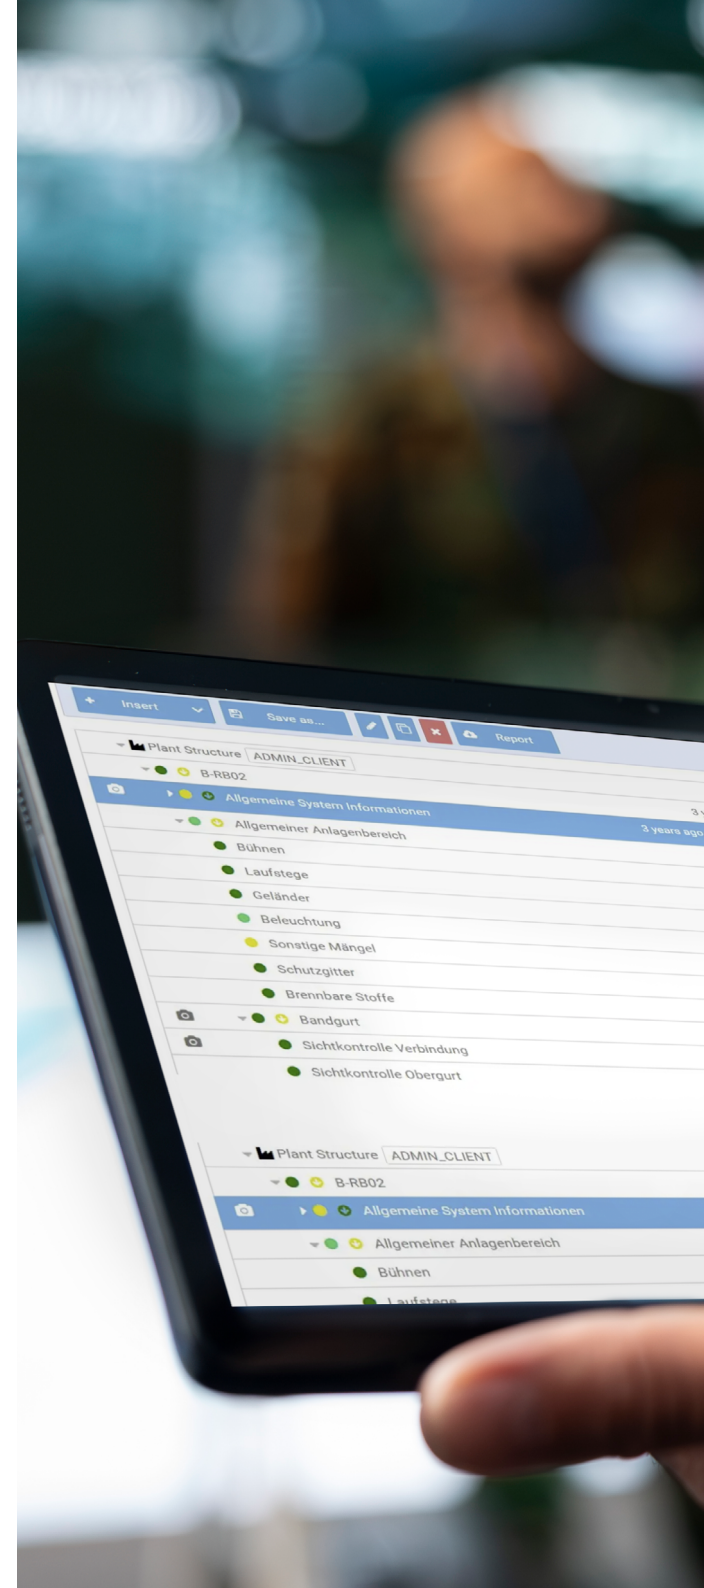 Insert Save as... Report
Plant Structure ADMIN_CLIENT
B-RB02
Allgemeine System Informationen 3 years ago
Allgemeiner Anlagenbereich
Bühnen
Laufstege
Geländer
Beleuchtung
Sonstige Mängel
Schutzgitter
Brennbare Stoffe
Bandgurt
Sichtkontrolle Verbindung
Sichtkontrolle Obergurt
Plant Structure ADMIN_CLIENT
B-RB02
Allgemeine System Informationen
Allgemeiner Anlagenbereich
Bühnen
Laufstege